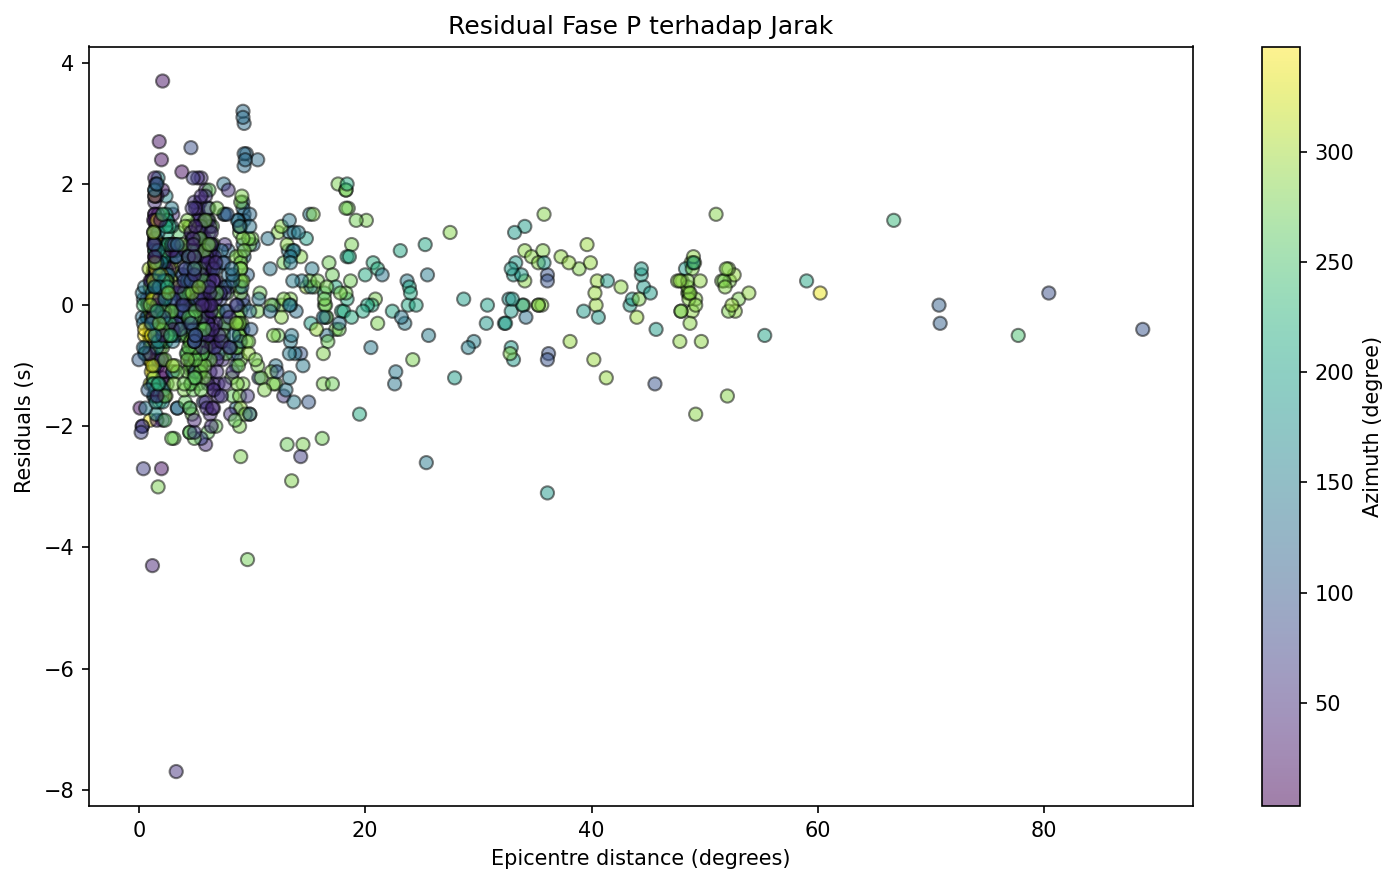 Residual Fase P terhadap Jarak
Residuals (s)
4
2
0
−2
−4
−6
−8
0 20 40 60 80
Epicentre distance (degrees)
300
250
200
150
100
50
Azimuth (degree)